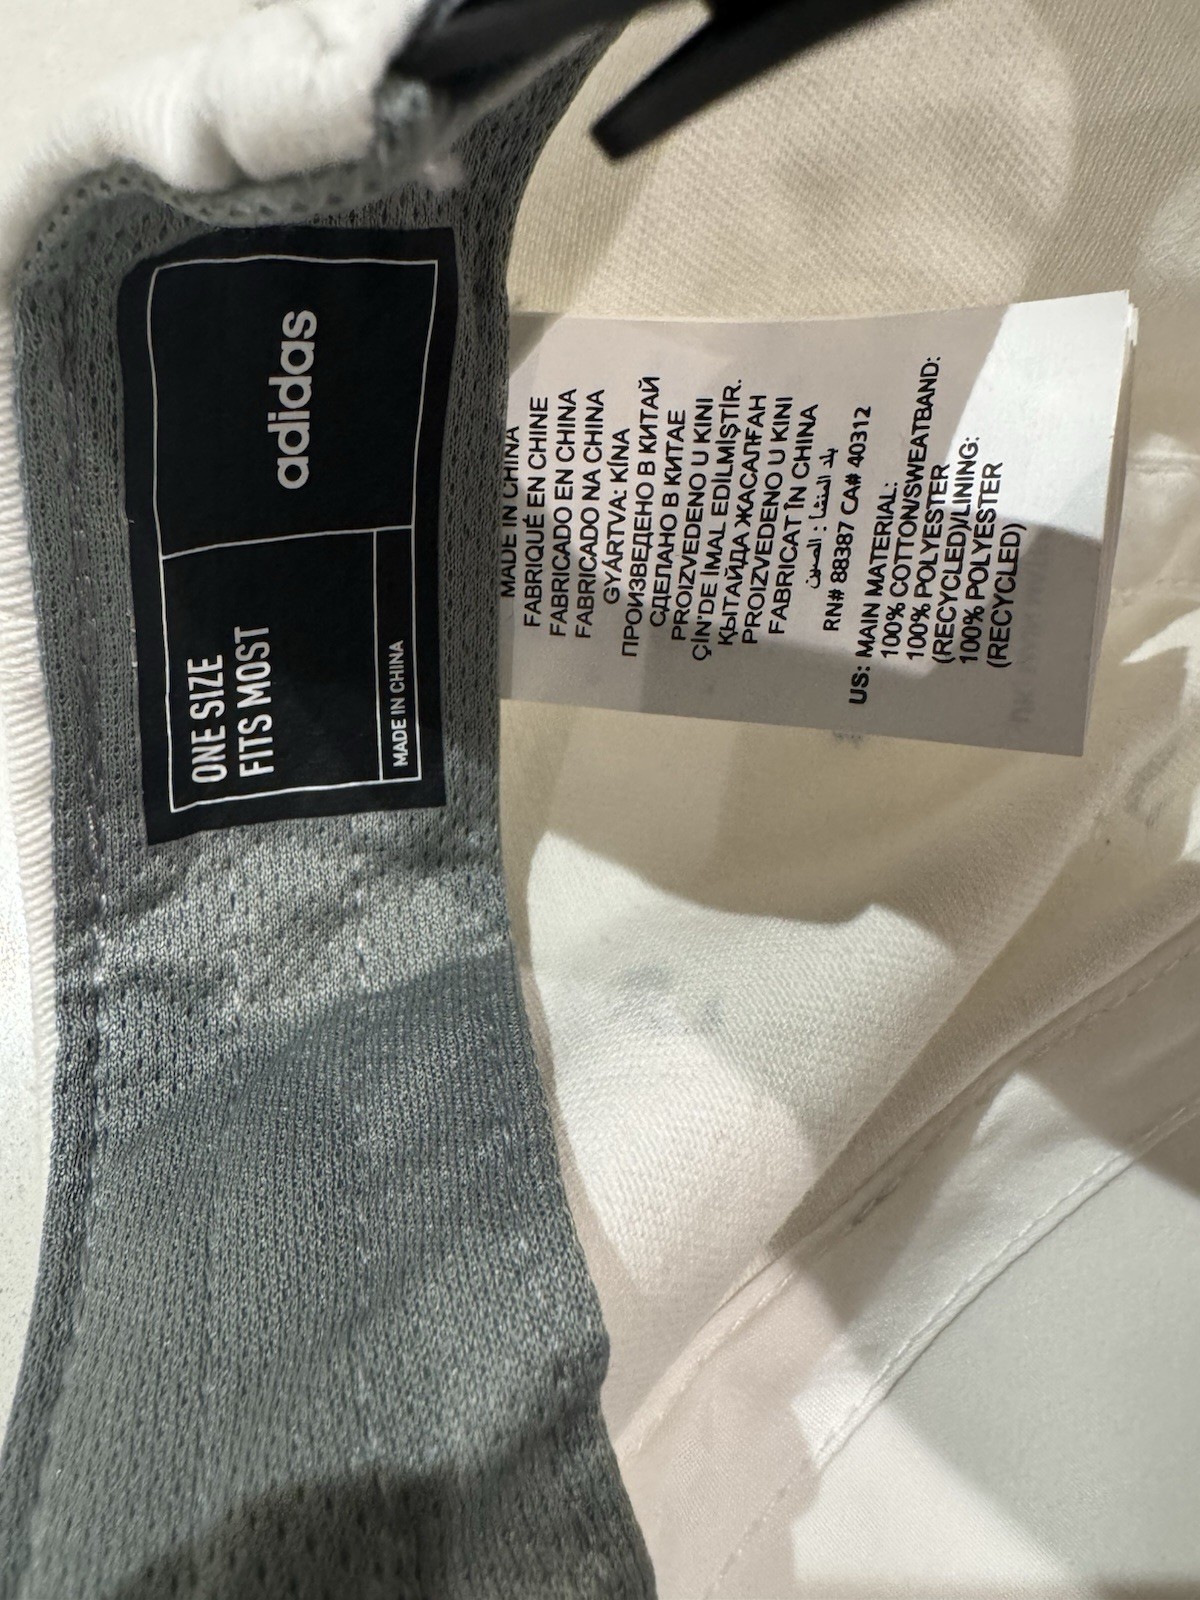 adidas
ONE SIZE
FITS MOST
MADE IN CHINA
MADE IN CHINA
FABRIQUÉ EN CHINE
FABRICADO EN CHINA
FABRICADO NA CHINA
GYÁRTVA: KÍNA
ПРОИЗВЕДЕНО В КИТАЙ
СДЕЛАНО В КИТАЕ
PROIZVEDENO U KINI
ÇİN'DE İMAL EDİLMİŞTİR.
ҚЫТАЙДА ЖАСАЛҒАН
PROIZVEDENO U KINI
FABRICAT ÎN CHINA
بلد المنشأ : الصين
RN# 88387 CA# 40312
US: MAIN MATERIAL:
100% COTTON/SWEATBAND:
100% POLYESTER
(RECYCLED)/LINING:
100% POLYESTER
(RECYCLED)